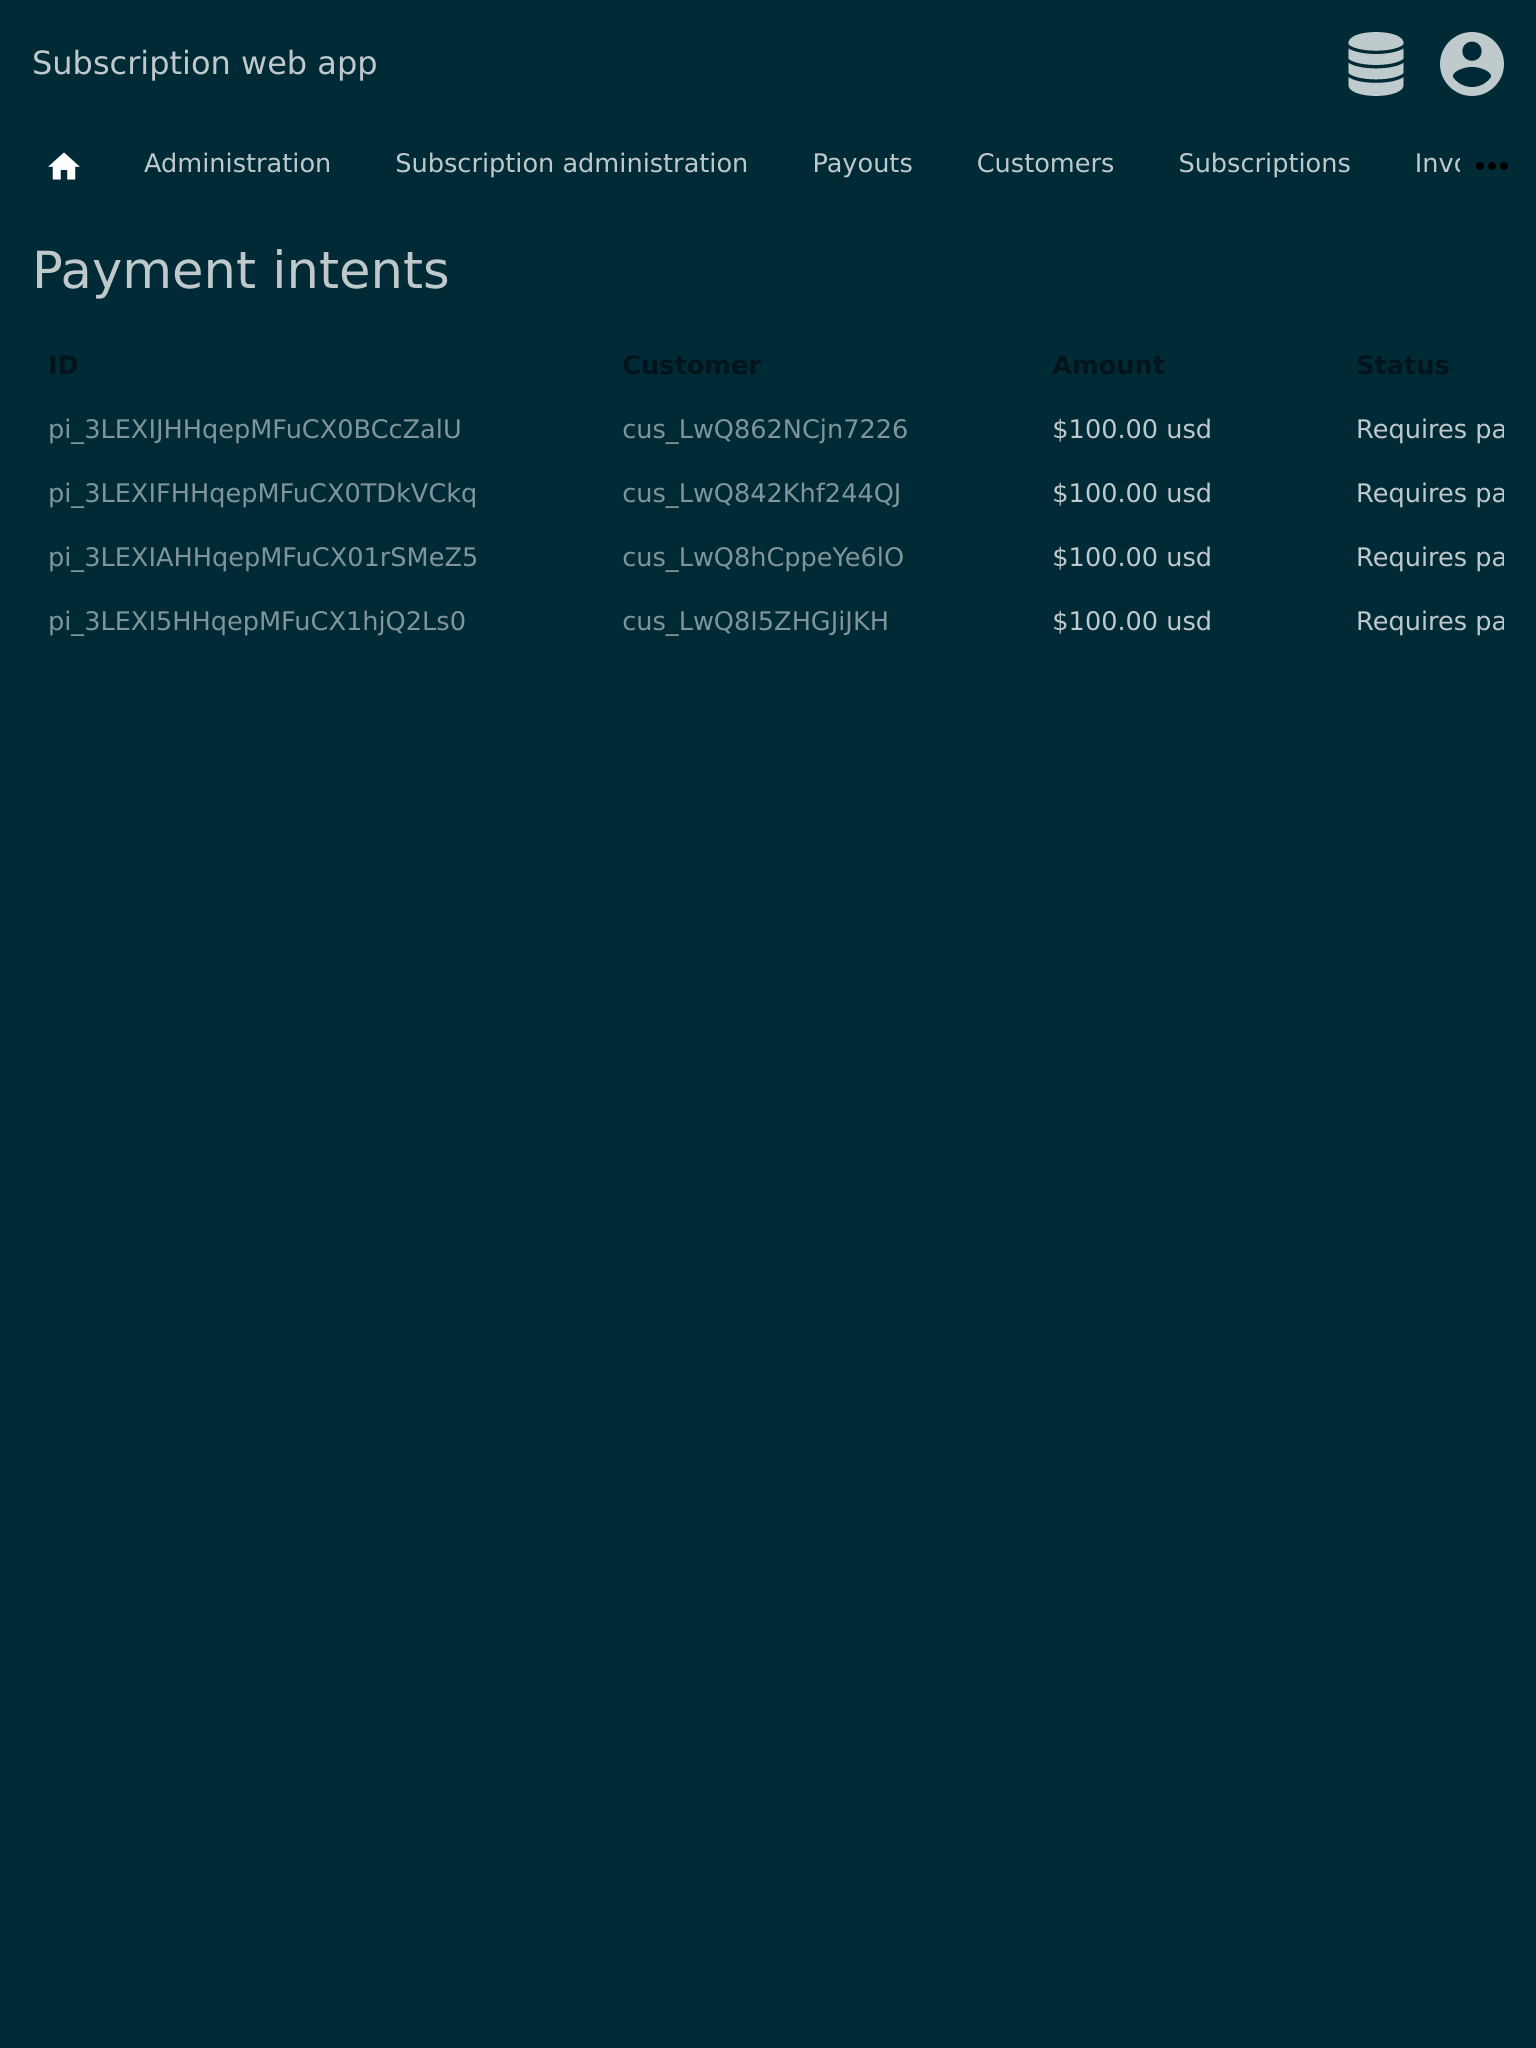 Subscription web app
Administration Subscription administration Payouts Customers Subscriptions
Payment intents
ID Customer Amount Status
pi_3LEXIJHHqepMFuCX0BCcZalU cus_LwQ862NCjn7226 $100.00 usd Requires pa
pi_3LEXIFHHqepMFuCX0TDkVCkq cus_LwQ842Khf244QJ $100.00 usd Requires pa
pi_3LEXIAHHqepMFuCX01rSMeZ5 cus_LwQ8hCppeYe6lO $100.00 usd Requires pa
pi_3LEXI5HHqepMFuCX1hjQ2Ls0 cus_LwQ8I5ZHGJiJKH $100.00 usd Requires pa